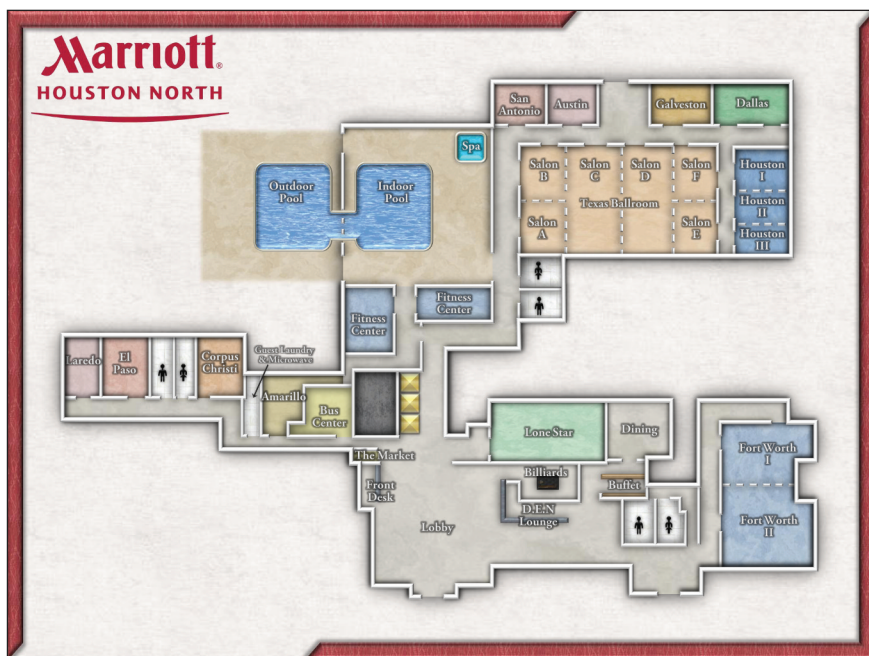 Marriott®
HOUSTON NORTH
San
Antonio
Austin
Galveston
Dallas
Spa
Outdoor
Pool
Indoor
Pool
Salon
B
Salon
C
Salon
D
Salon
F
Texas Ballroom
Salon
A
Salon
E
Houston
I
Houston
II
Houston
III
Fitness
Center
Fitness
Center
Laredo
El
Paso
Corpus
Christi
Guest Laundry
& Microwave
Amarillo
Bus
Center
The Market
Front
Desk
Lobby
Lone Star
Dining
Billiards
Buffet
D.E.N
Lounge
Fort Worth
I
Fort Worth
II